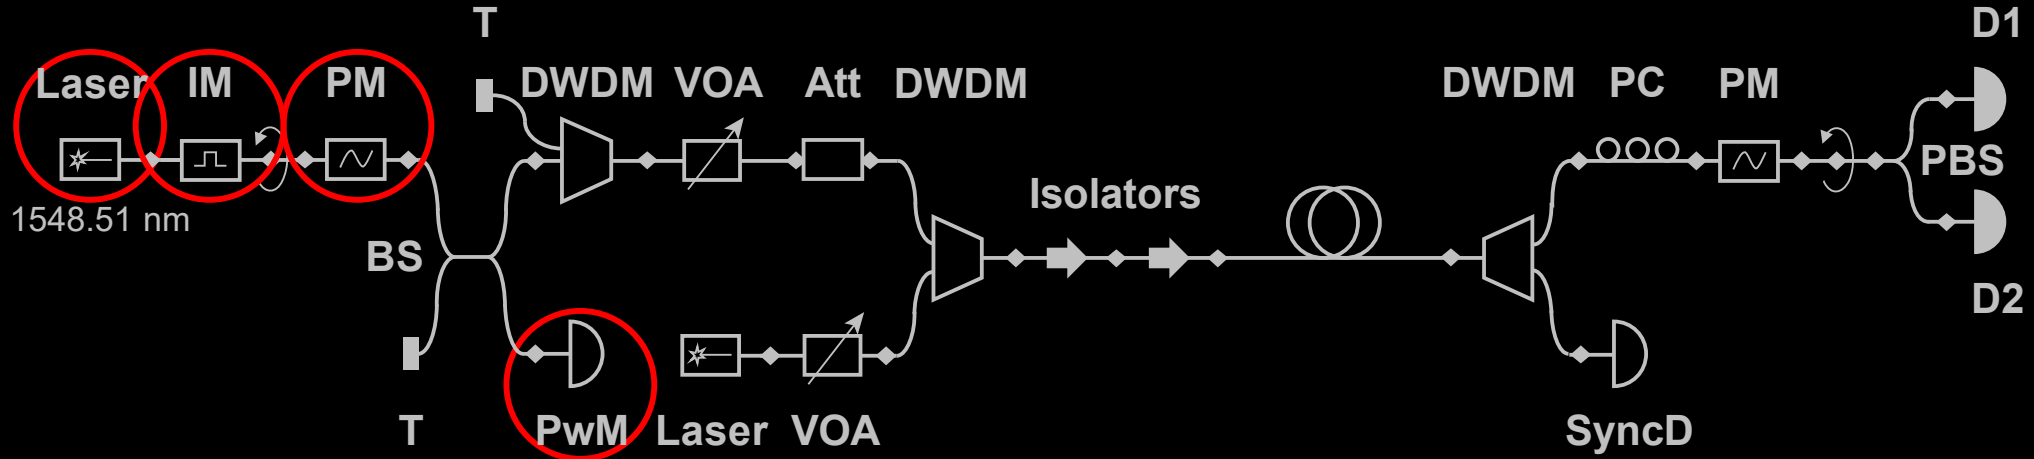 T
D1
Laser
IM
PM
DWDM
VOA
Att
DWDM
DWDM
PC
PM
PBS
Isolators
1548.51 nm
BS
D2
T
PwM
Laser
VOA
SyncD